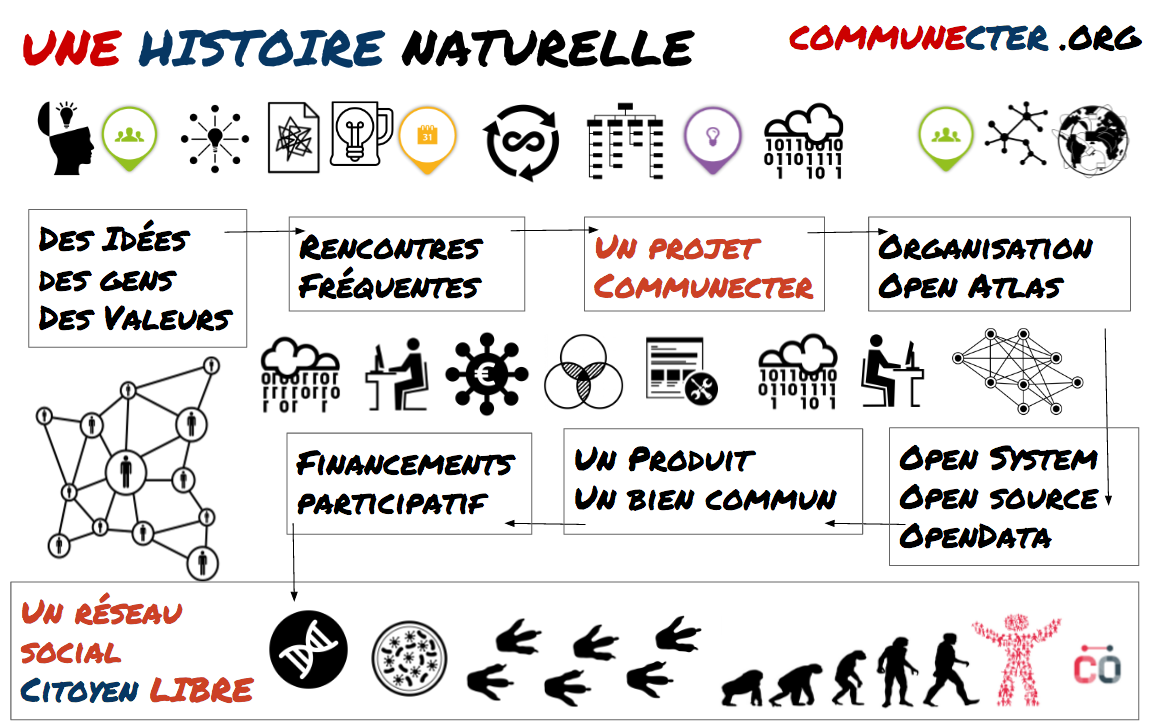 UNE HISTOIRE NATURELLE
COMMUNECTER .ORG
31
10110010
01101111
1 10 1
Des Idées
des gens
Des Valeurs
Rencontres
Fréquentes
Un projet
Communecter
Organisation
Open Atlas
10110010
01101111
1 10 1
€
Financements
participatif
Un Produit
Un bien commun
Open System
Open source
OpenData
Un réseau
social
Citoyen LIBRE
CO